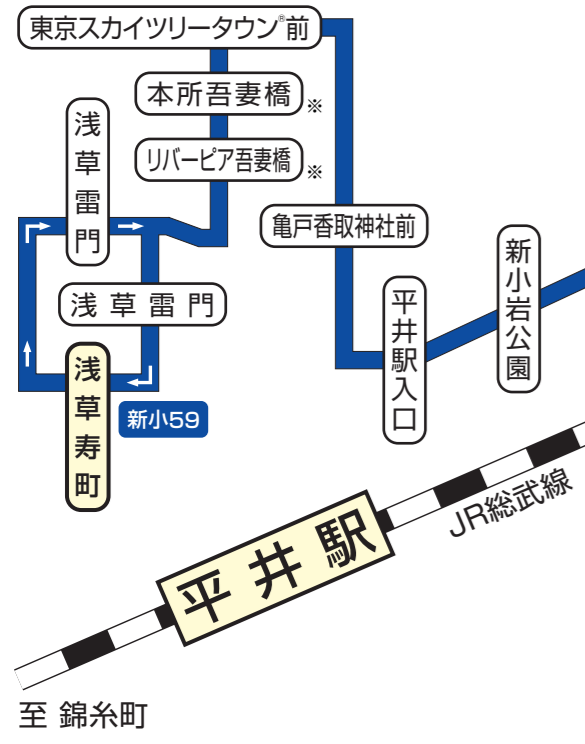 東京スカイツリータウン®前
本所吾妻橋
※
浅草雷門
リバーピア吾妻橋
※
亀戸香取神社前
新小岩公園
浅草雷門
平井駅入口
浅草寿町
新小59
平井駅
JR総武線
至 錦糸町